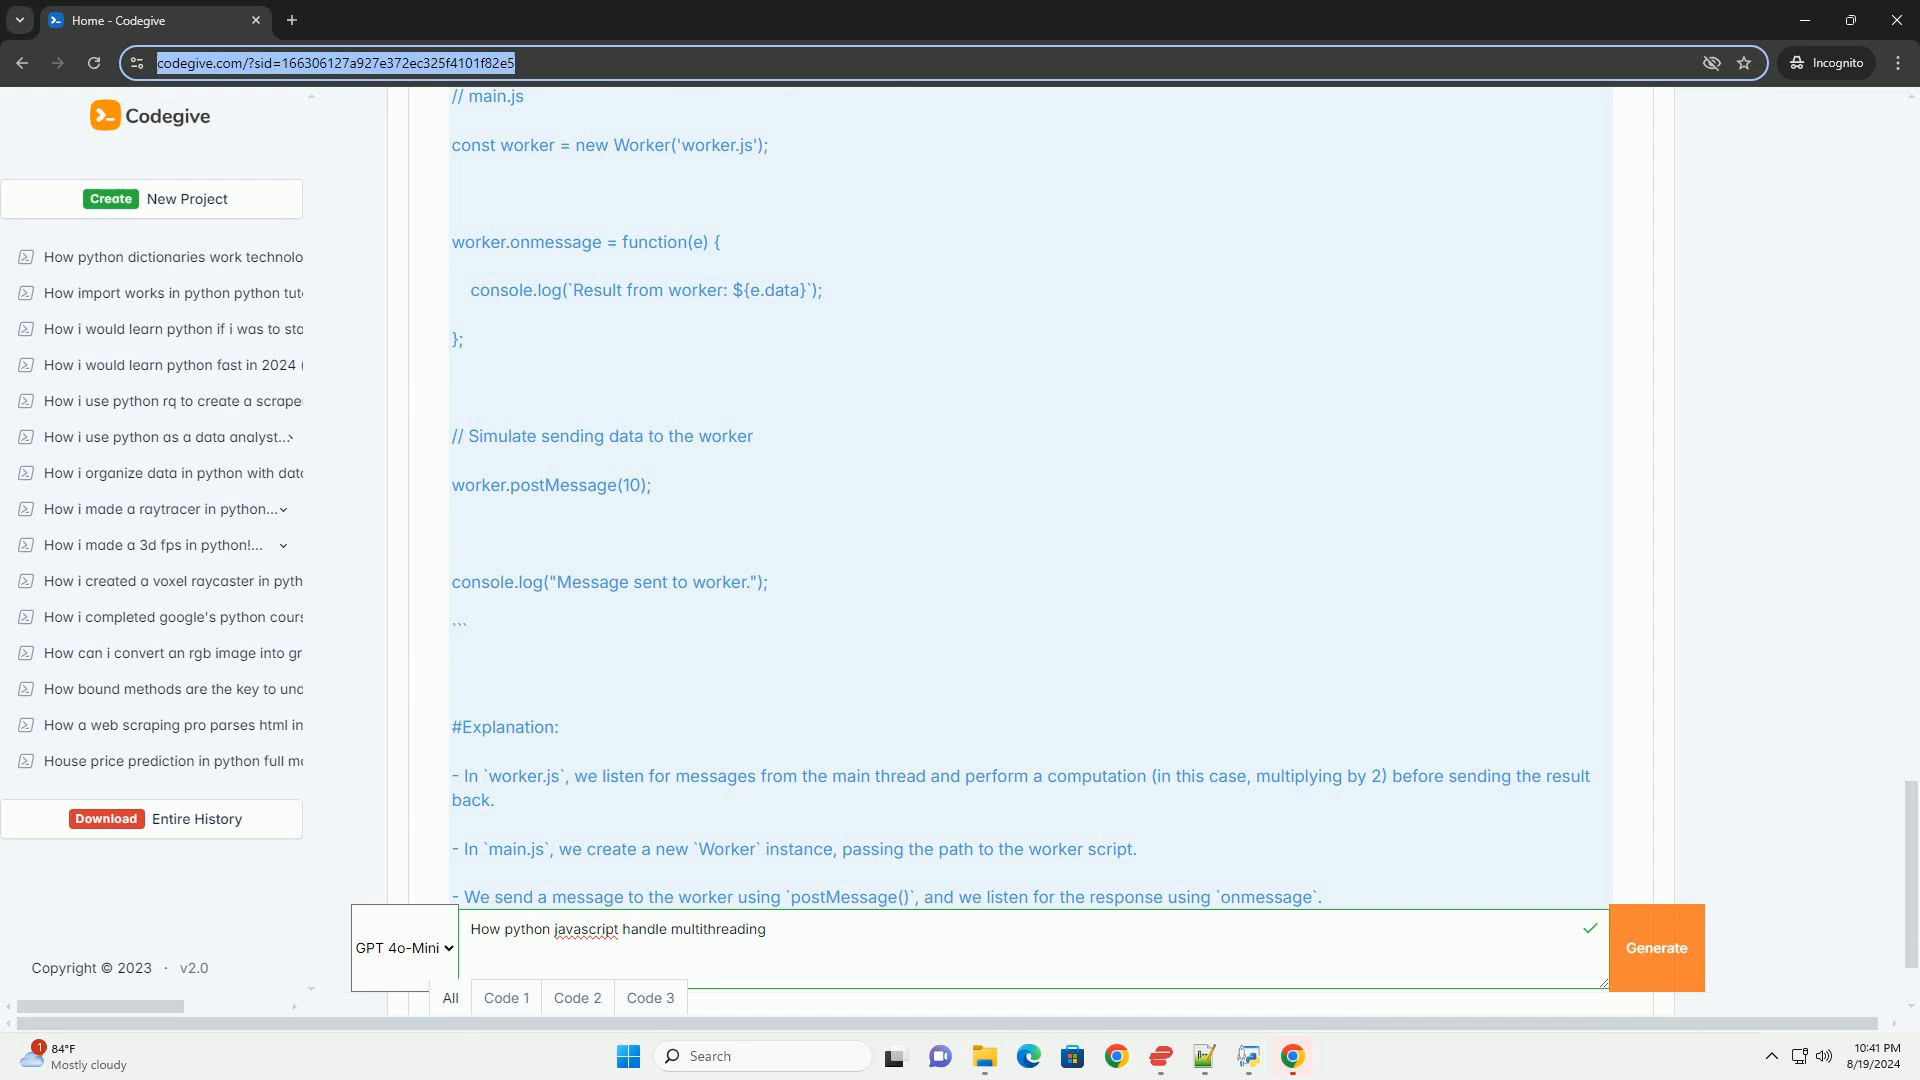 Home - Codegive
codegive.com/?sid=166306127a927e372ec325f4101f82e5
Incognito
Codegive
Create New Project
How python dictionaries work technolo
How import works in python python tut
How i would learn python if i was to sta
How i would learn python fast in 2024 (
How i use python rq to create a scrape
How i use python as a data analyst...
How i organize data in python with data
How i made a raytracer in python...
How i made a 3d fps in python!...
How i created a voxel raycaster in pyth
How i completed google's python cours
How can i convert an rgb image into gr
How bound methods are the key to und
How a web scraping pro parses html in
House price prediction in python full mo
Download Entire History
Copyright © 2023 · v2.0
// main.js
const worker = new Worker('worker.js');
worker.onmessage = function(e) {
console.log(`Result from worker: ${e.data}`);
};
// Simulate sending data to the worker
worker.postMessage(10);
console.log("Message sent to worker.");
```
#Explanation:
- In `worker.js`, we listen for messages from the main thread and perform a computation (in this case, multiplying by 2) before sending the result
back.
- In `main.js`, we create a new `Worker` instance, passing the path to the worker script.
- We send a message to the worker using `postMessage()`, and we listen for the response using `onmessage`.
GPT 4o-Mini
How python javascript handle multithreading
Generate
All
Code 1
Code 2
Code 3
1
84°F
Mostly cloudy
Search
10:41 PM
8/19/2024